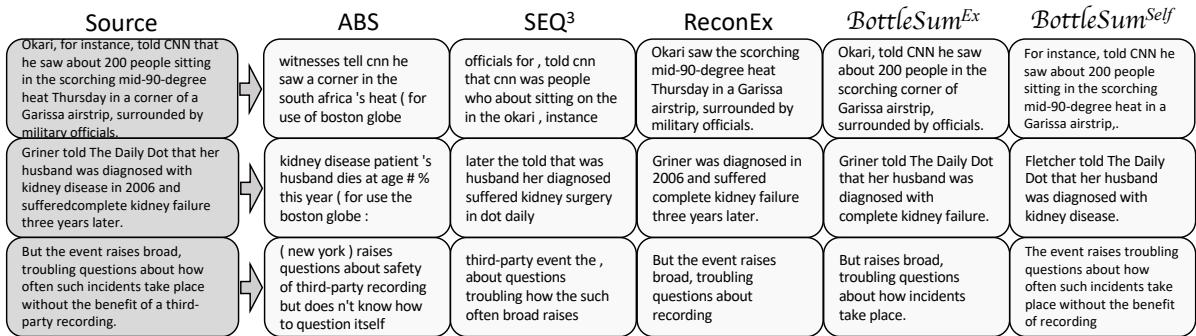 Source
ABS
SEQ³
ReconEx
BottleSumᴱˣ
BottleSumˢᵉˡᶠ
Okari, for instance, told CNN that
he saw about 200 people sitting
in the scorching mid-90-degree
heat Thursday in a corner of a
Garissa airstrip, surrounded by
military officials.
witnesses tell cnn he
saw a corner in the
south africa 's heat ( for
use of boston globe
officials for , told cnn
that cnn was people
who about sitting on the
in the okari , instance
Okari saw the scorching
mid-90-degree heat
Thursday in a Garissa
airstrip, surrounded by
military officials.
Okari, told CNN he saw
about 200 people in the
scorching corner of
Garissa airstrip,
surrounded by officials.
For instance, told CNN he
saw about 200 people
sitting in the scorching
mid-90-degree heat in a
Garissa airstrip,.
Griner told The Daily Dot that her
husband was diagnosed with
kidney disease in 2006 and
sufferedcomplete kidney failure
three years later.
kidney disease patient 's
husband dies at age # %
this year ( for use the
boston globe :
later the told that was
husband her diagnosed
suffered kidney surgery
in dot daily
Griner was diagnosed in
2006 and suffered
complete kidney failure
three years later.
Griner told The Daily Dot
that her husband was
diagnosed with
complete kidney failure.
Fletcher told The Daily
Dot that her husband
was diagnosed with
kidney disease.
But the event raises broad,
troubling questions about how
often such incidents take place
without the benefit of a third-
party recording.
( new york ) raises
questions about safety
of third-party recording
but does n't know how
to question itself
third-party event the ,
about questions
troubling how the such
often broad raises
But the event raises
broad, troubling
questions about
recording
But raises broad,
troubling questions
about how incidents
take place.
The event raises troubling
questions about how
often such incidents take
place without the benefit
of recording